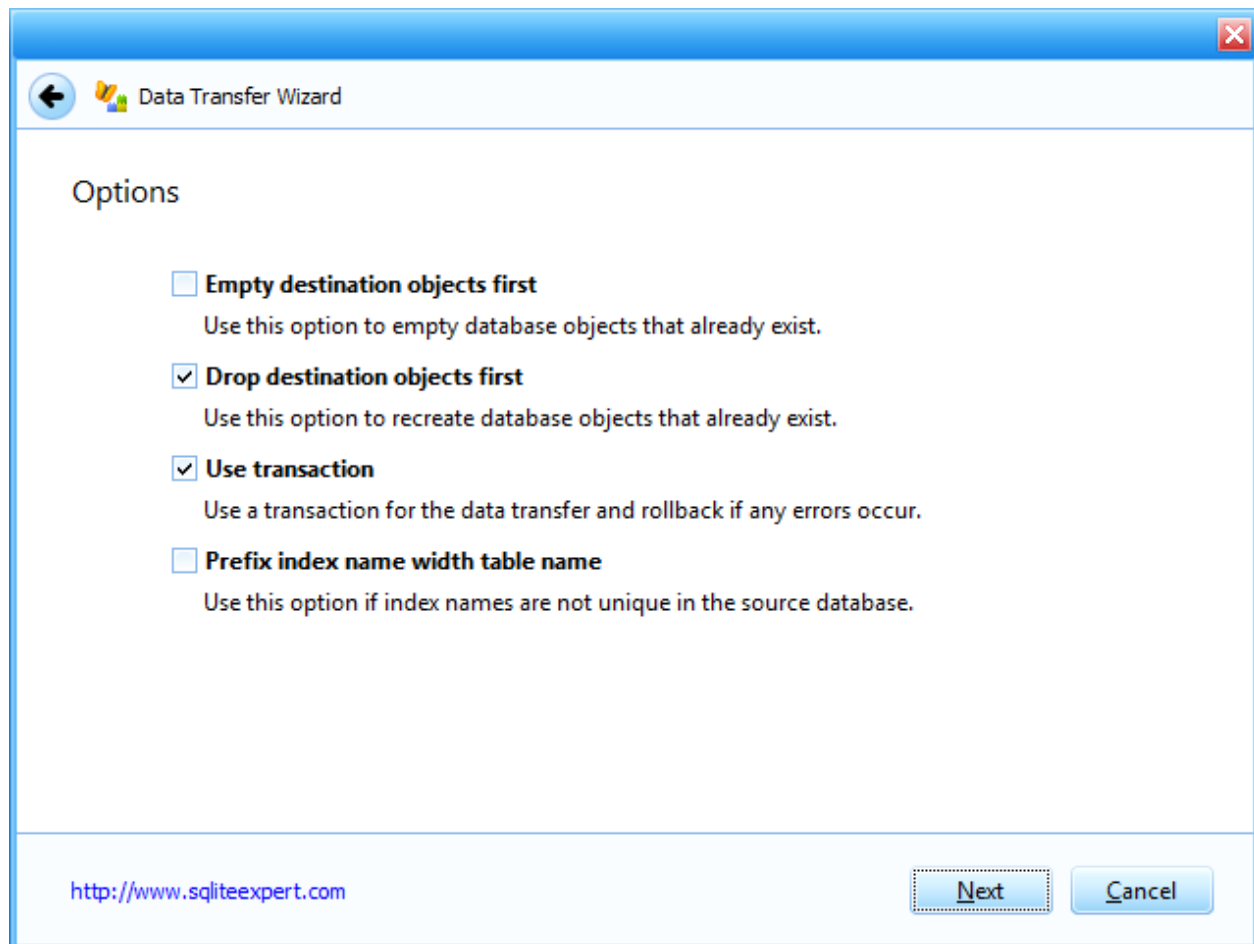 Data Transfer Wizard
Options
Empty destination objects first
Use this option to empty database objects that already exist.
Drop destination objects first
Use this option to recreate database objects that already exist.
Use transaction
Use a transaction for the data transfer and rollback if any errors occur.
Prefix index name width table name
Use this option if index names are not unique in the source database.
http://www.sqliteexpert.com
Next
Cancel